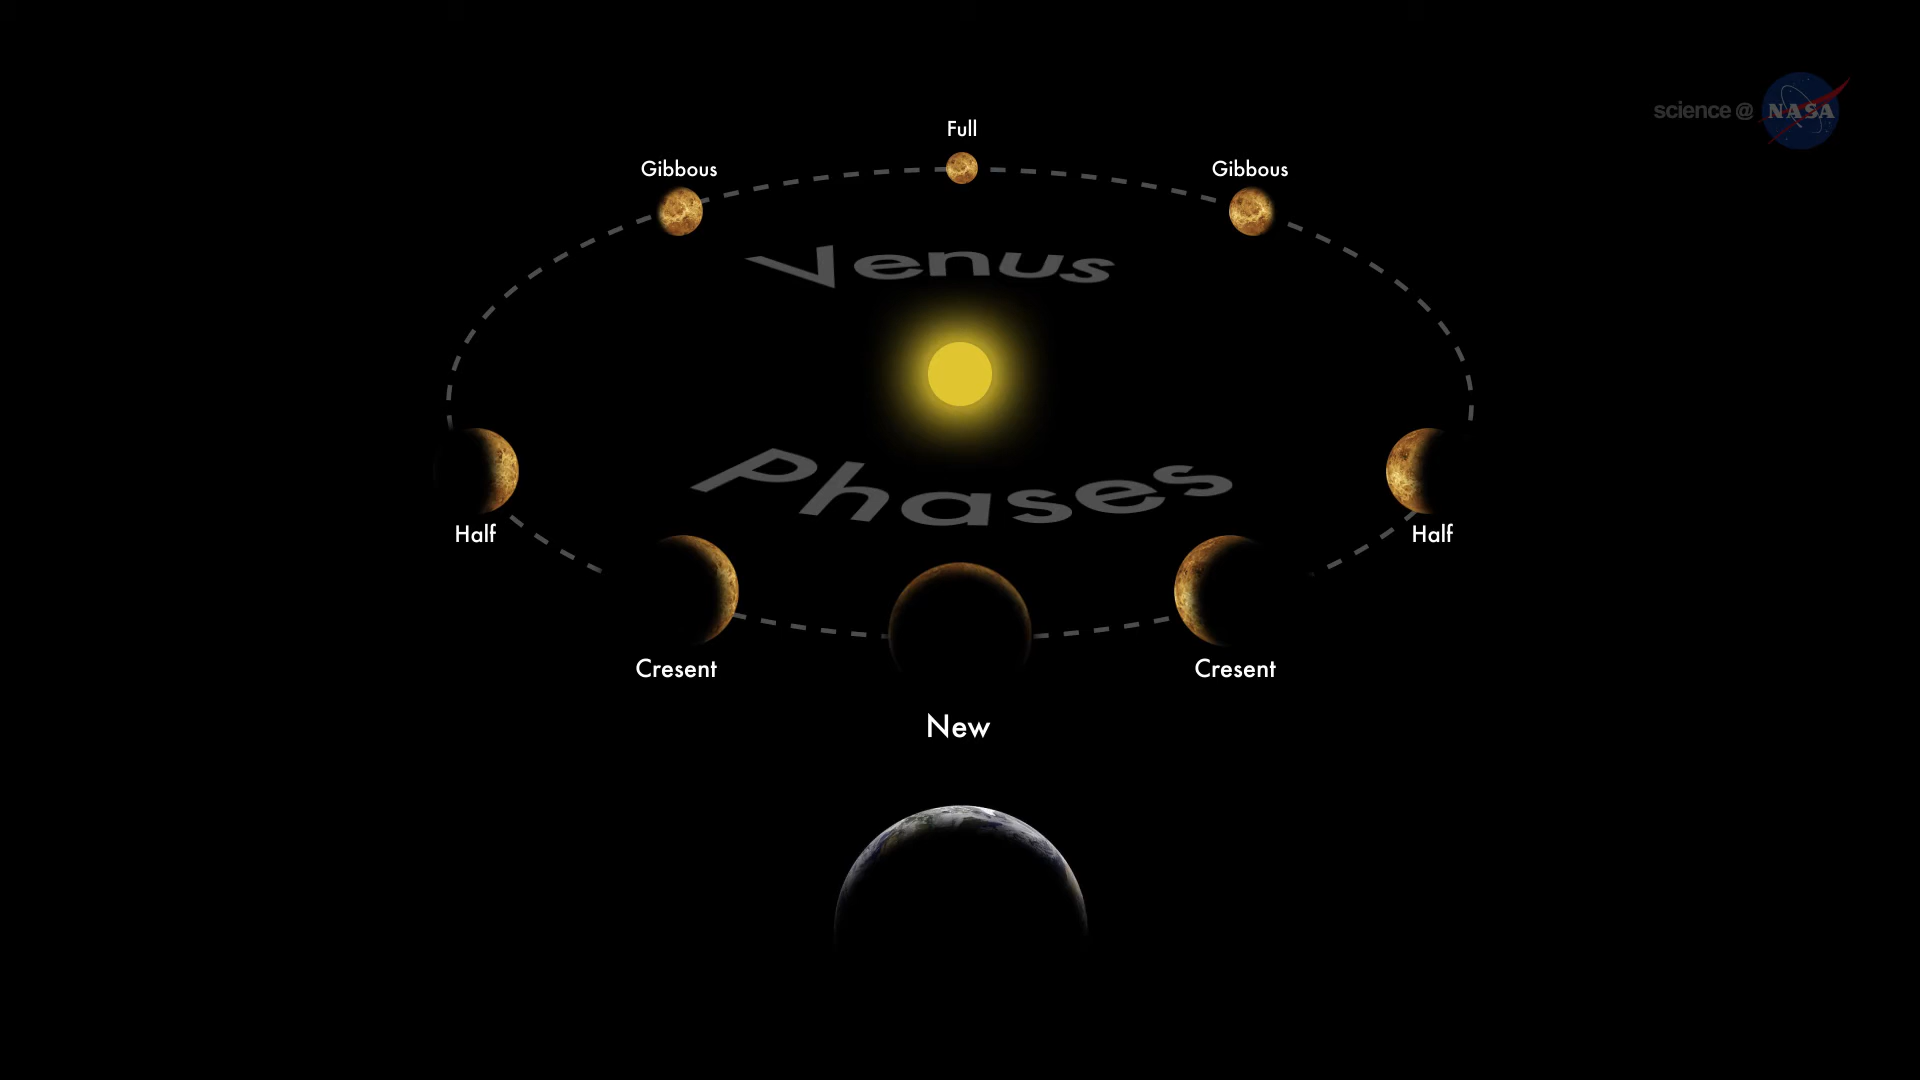 science @ NASA
Full
Gibbous
Gibbous
Venus
Phases
Half
Half
Cresent
Cresent
New